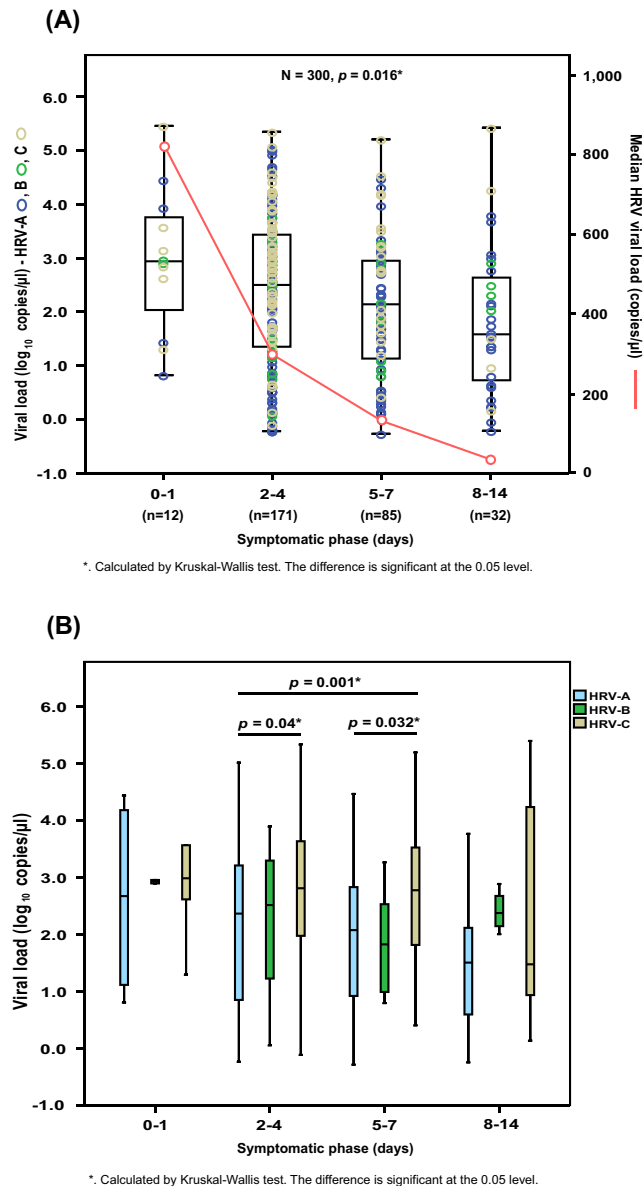 (A)
N = 300, p = 0.016*
Viral load (log10 copies/µl) - HRV-A O, B O, C O
6.0
5.0
4.0
3.0
2.0
1.0
0.0
-1.0
1,000
800
600
400
200
0
Median HRV viral load (copies/µl)
0-1 2-4 5-7 8-14
(n=12) (n=171) (n=85) (n=32)
Symptomatic phase (days)
*. Calculated by Kruskal-Wallis test. The difference is significant at the 0.05 level.
(B)
p = 0.001*
p = 0.04* p = 0.032*
HRV-A
HRV-B
HRV-C
Viral load (log10 copies/µl)
6.0
5.0
4.0
3.0
2.0
1.0
0.0
-1.0
0-1 2-4 5-7 8-14
Symptomatic phase (days)
*. Calculated by Kruskal-Wallis test. The difference is significant at the 0.05 level.